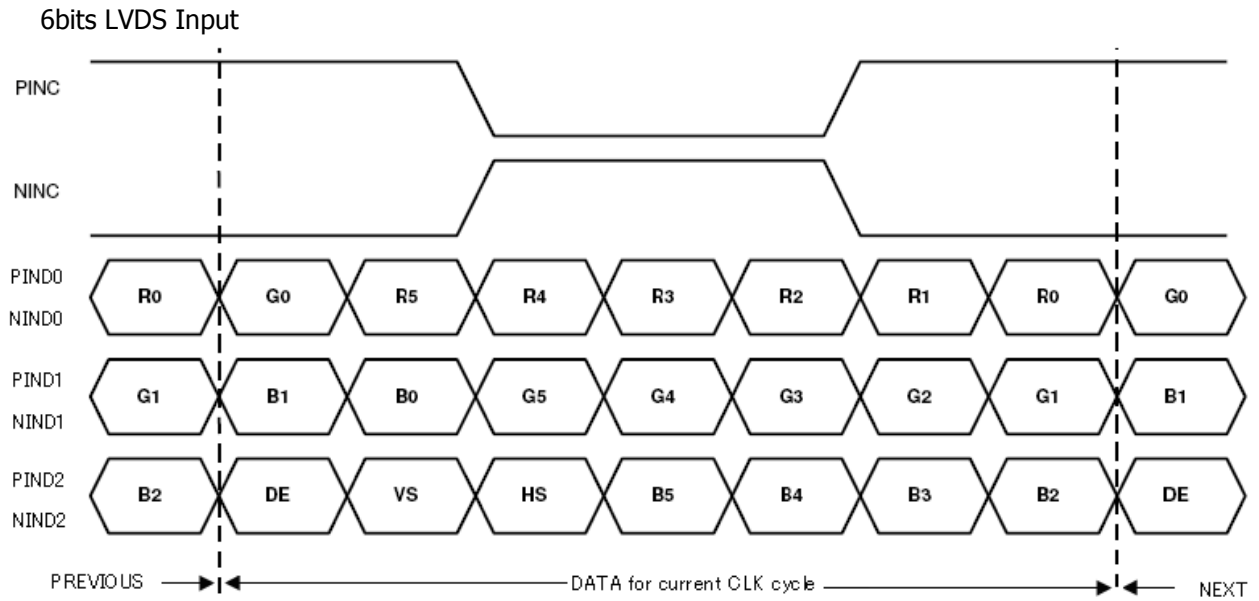 6bits LVDS Input
PINC
NINC
PIND0
R0 G0 R5 R4 R3 R2 R1 R0 G0
NIND0
PIND1
G1 B1 B0 G5 G4 G3 G2 G1 B1
NIND1
PIND2
B2 DE VS HS B5 B4 B3 B2 DE
NIND2
PREVIOUS DATA for current CLK cycle NEXT